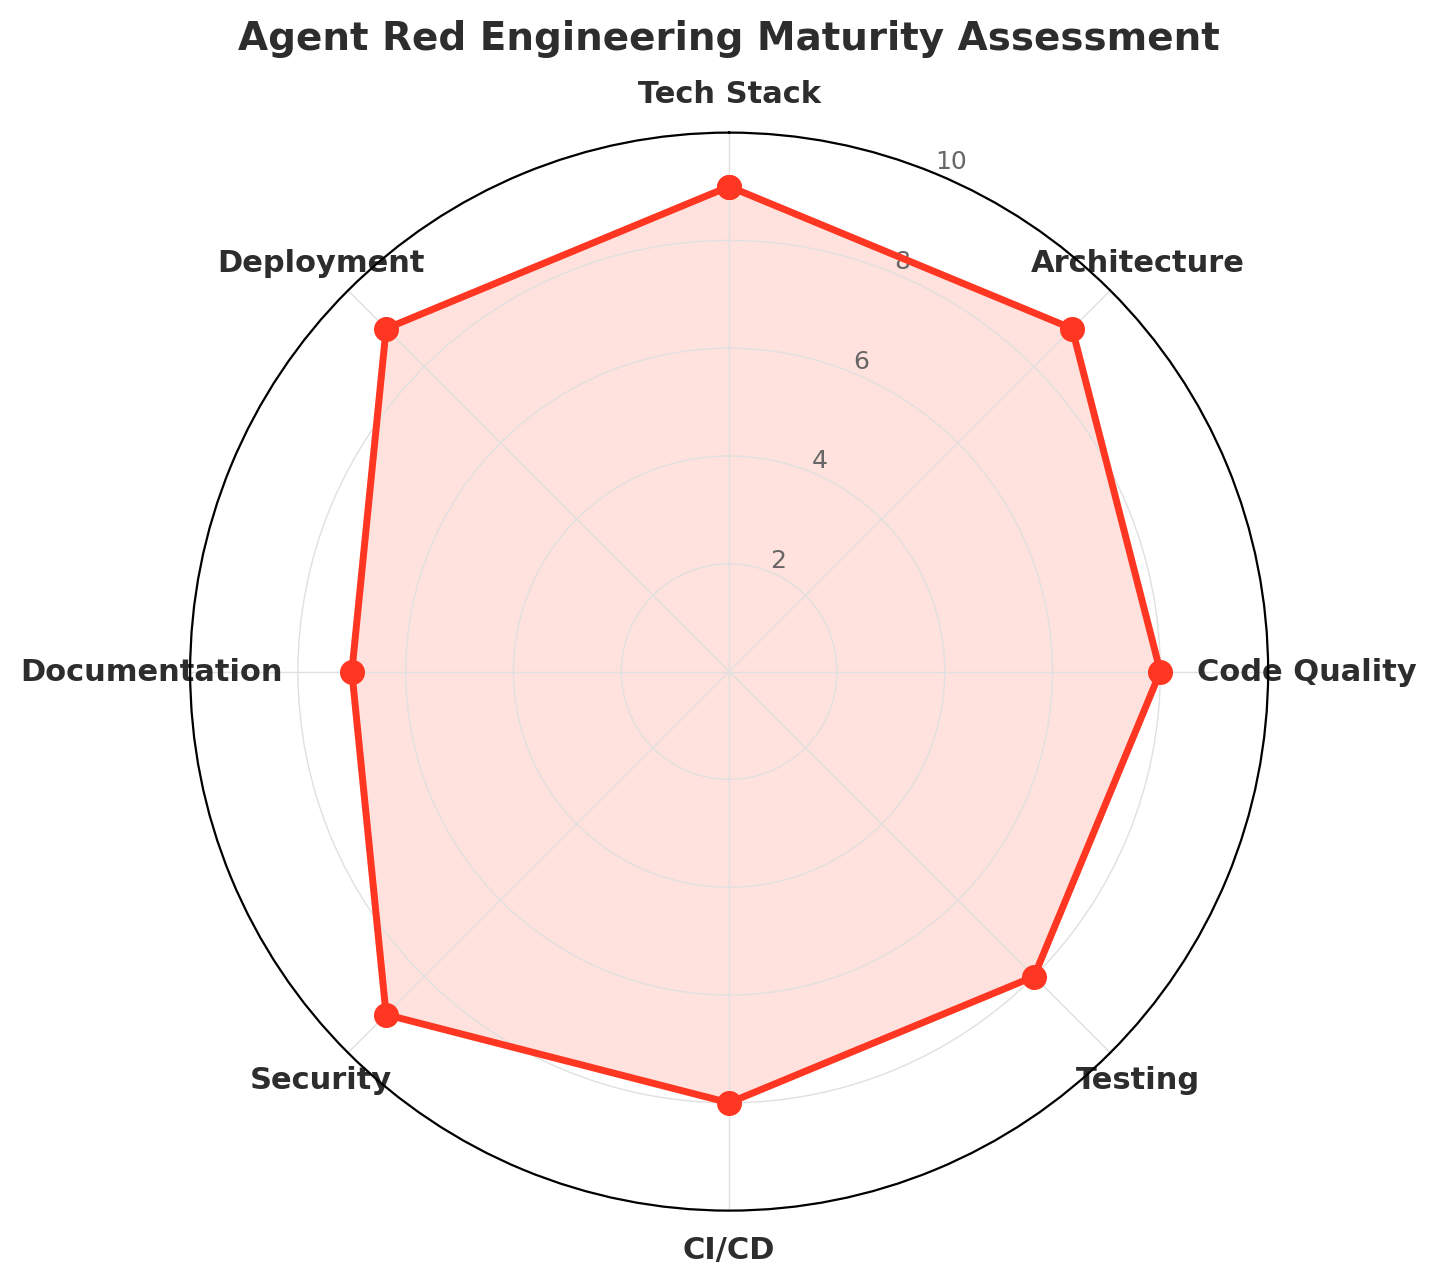 Agent Red Engineering Maturity Assessment
Tech Stack
10
Deployment
8
Architecture
6
4
2
Documentation
Code Quality
Security
Testing
CI/CD